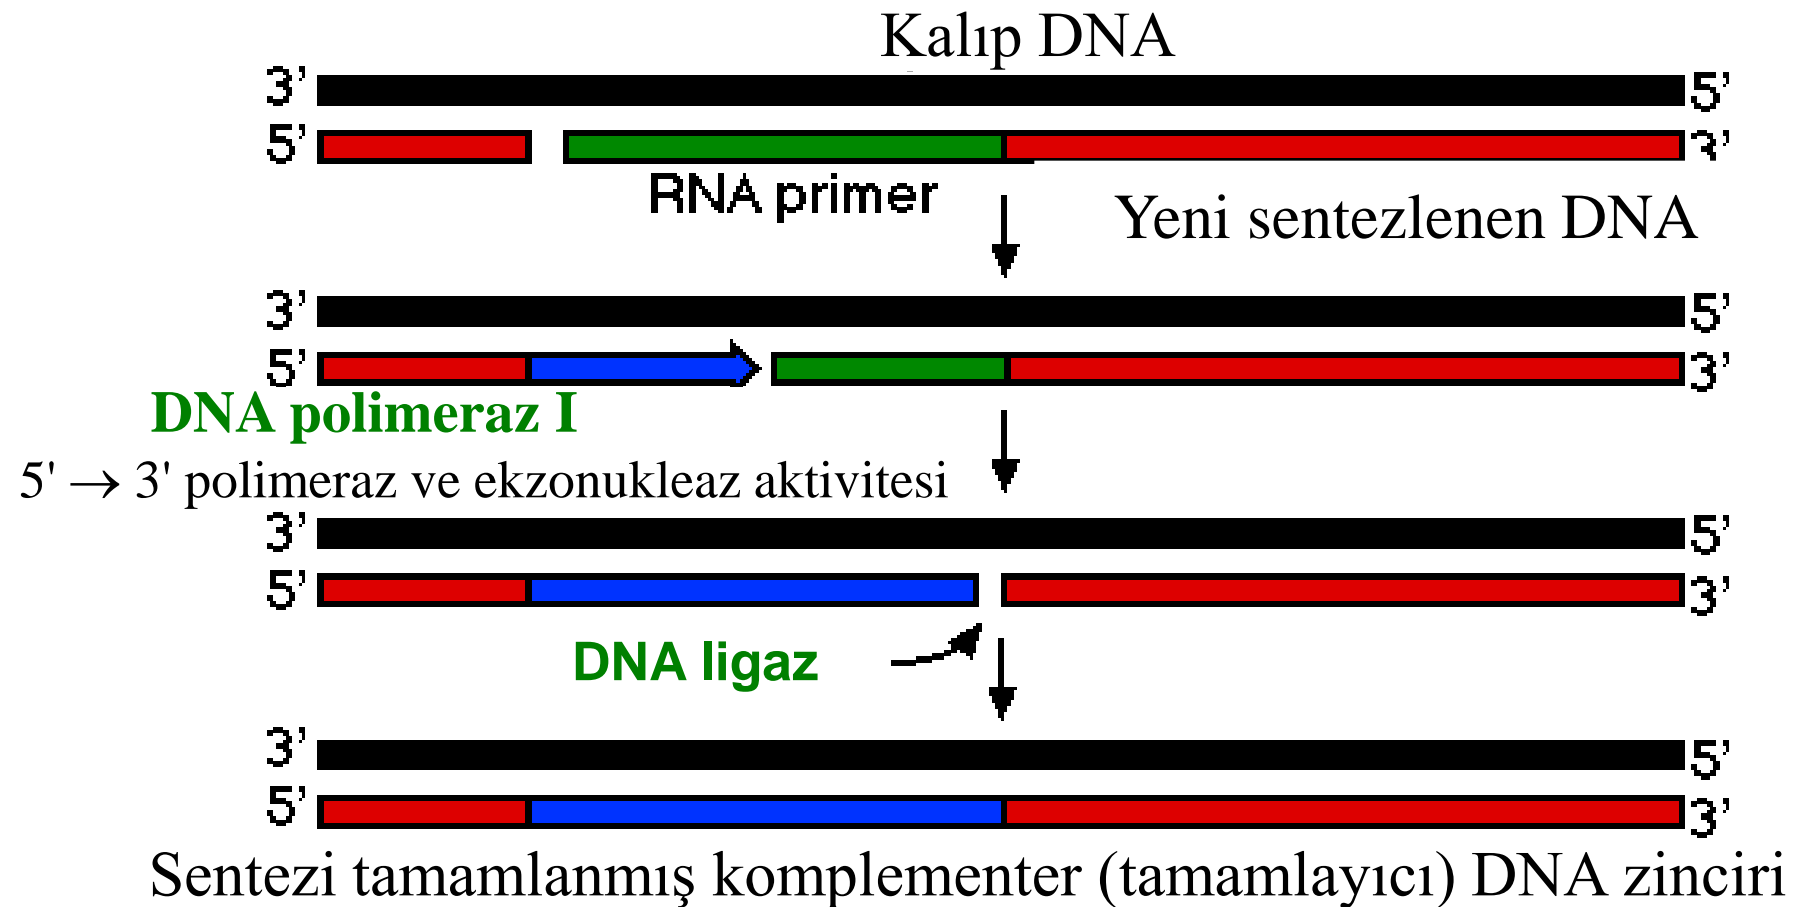 Kalıp DNA
3’ 5’
5’ 3’
RNA primer
Yeni sentezlenen DNA
3’ 5’
5’ 3’
DNA polimeraz I
5' → 3' polimeraz ve ekzonukleaz aktivitesi
3’ 5’
5’ 3’
DNA ligaz
3’ 5’
5’ 3’
Sentezi tamamlanmış komplementer (tamamlayıcı) DNA zinciri